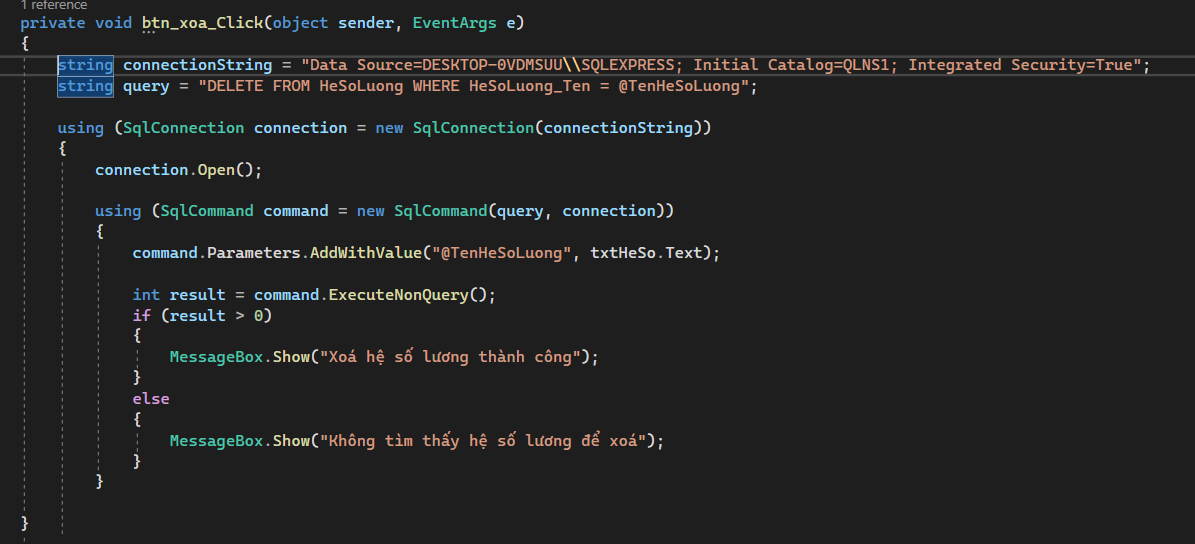 1 reference
private void btn_xoa_Click(object sender, EventArgs e)
{
string connectionString = "Data Source=DESKTOP-0VDMSUU\\SQLEXPRESS; Initial Catalog=QLNS1; Integrated Security=True";
string query = "DELETE FROM HeSoLuong WHERE HeSoLuong_Ten = @TenHeSoLuong";
using (SqlConnection connection = new SqlConnection(connectionString))
{
connection.Open();
using (SqlCommand command = new SqlCommand(query, connection))
{
command.Parameters.AddWithValue("@TenHeSoLuong", txtHeSo.Text);
int result = command.ExecuteNonQuery();
if (result > 0)
{
MessageBox.Show("Xoá hệ số lương thành công");
}
else
{
MessageBox.Show("Không tìm thấy hệ số lương để xoá");
}
}
}